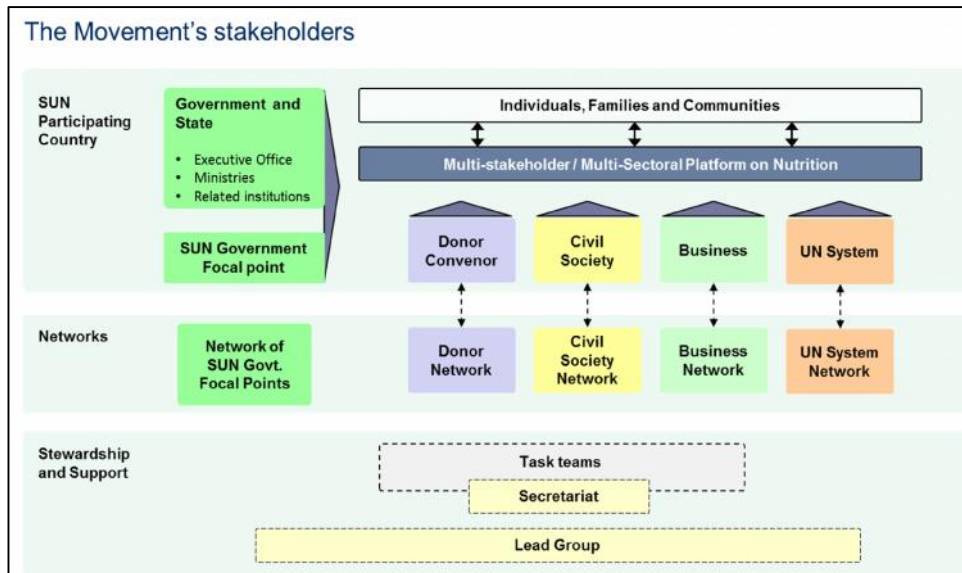 The Movement's stakeholders
SUN
Participating
Country
Government and
State
• Executive Office
• Ministries
• Related institutions
SUN Government
Focal point
Individuals, Families and Communities
Multi-stakeholder / Multi-Sectoral Platform on Nutrition
Donor
Convenor
Civil
Society
Business
UN System
Networks
Network of
SUN Govt.
Focal Points
Donor
Network
Civil
Society
Network
Business
Network
UN System
Network
Stewardship
and Support
Task teams
Secretariat
Lead Group